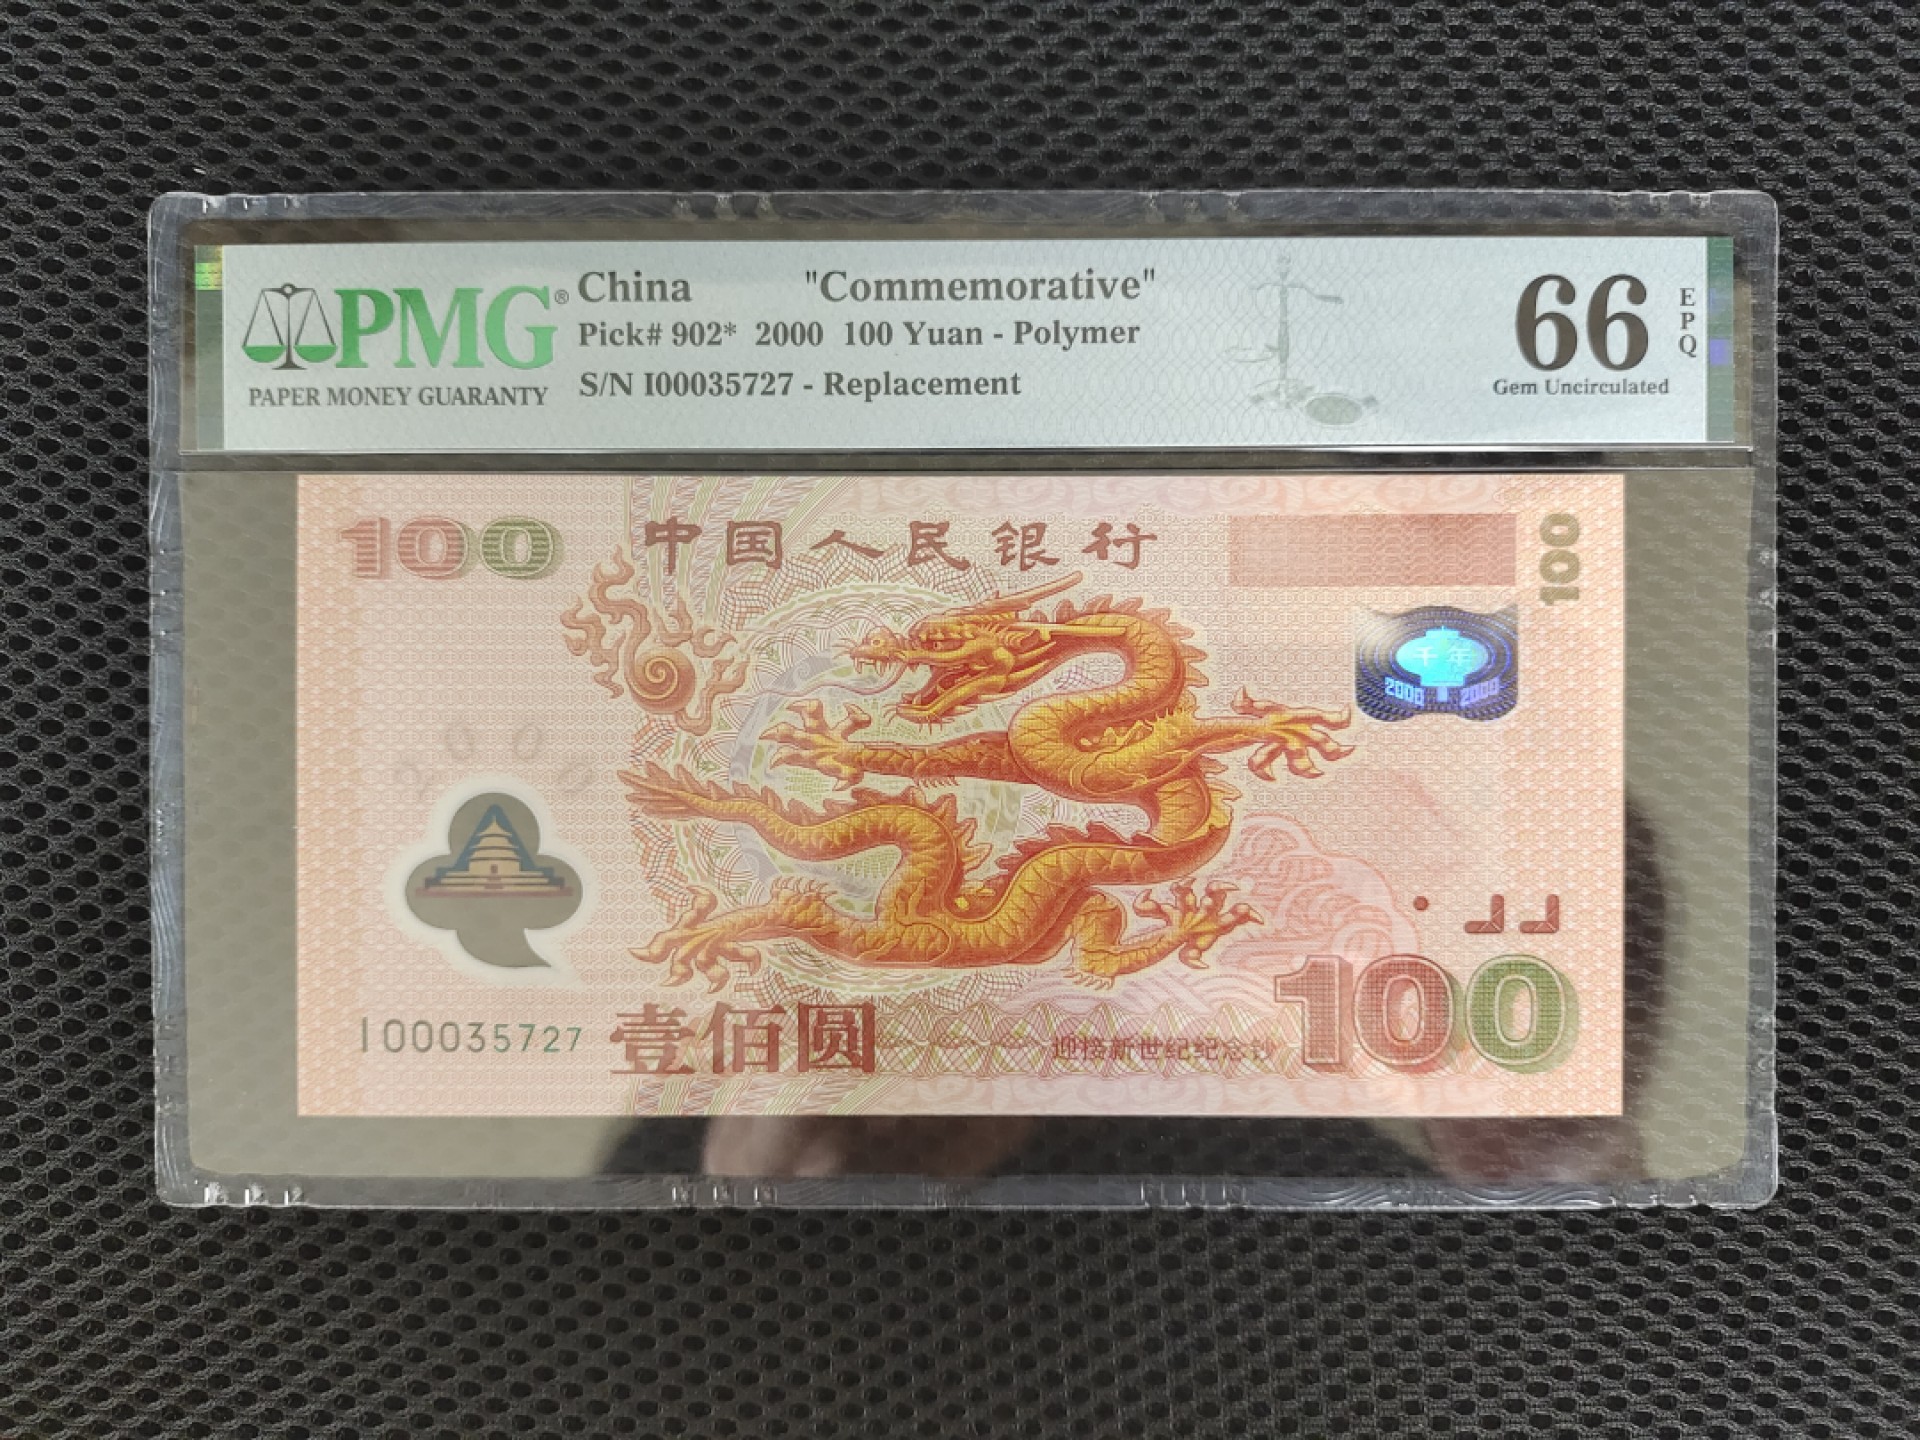 PMG®
PAPER MONEY GUARANTY
China "Commemorative"
Pick# 902* 2000 100 Yuan - Polymer
S/N I00035727 - Replacement
66
EPQ
Gem Uncirculated
100
中国人民银行
100
千年
2000 2000
I00035727
壹佰圆
迎接新世纪纪念钞
100